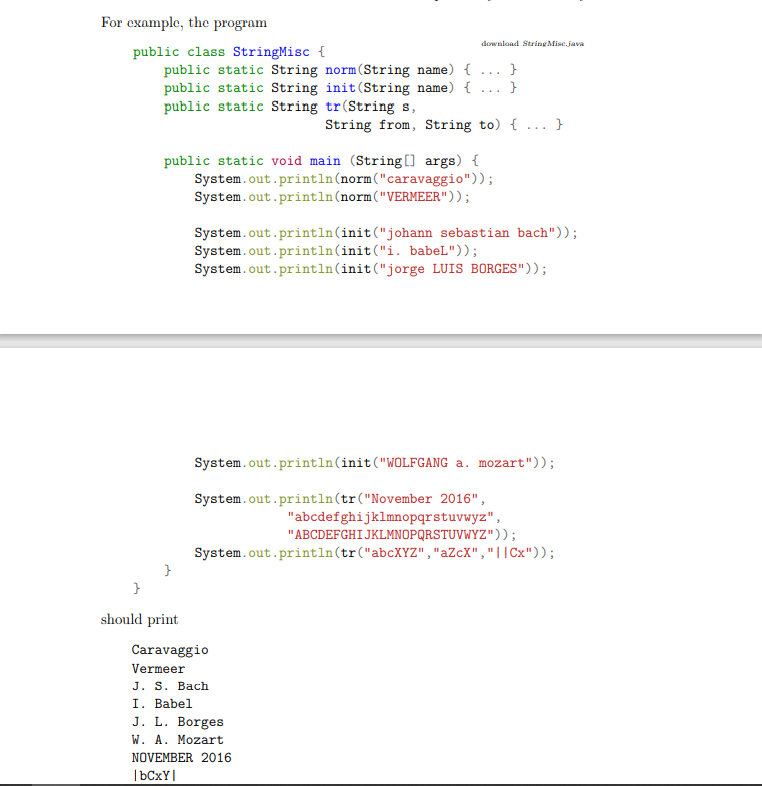 For example, the program
download StringMisc.java
public class StringMisc {
public static String norm(String name) { ... }
public static String init(String name) { ... }
public static String tr(String s,
String from, String to) { ... }
public static void main (String[] args) {
System.out.println(norm("caravaggio"));
System.out.println(norm("VERMEER"));
System.out.println(init("johann sebastian bach"));
System.out.println(init("i. babeL"));
System.out.println(init("jorge LUIS BORGES"));
System.out.println(init("WOLFGANG a. mozart"));
System.out.println(tr("November 2016",
"abcdefghijklmnopqrstuvwyz",
"ABCDEFGHIJKLMNOPQRSTUVWYZ"));
System.out.println(tr("abcXYZ","aZcX","||Cx"));
}
}
should print
Caravaggio
Vermeer
J. S. Bach
I. Babel
J. L. Borges
W. A. Mozart
NOVEMBER 2016
|bCxY|